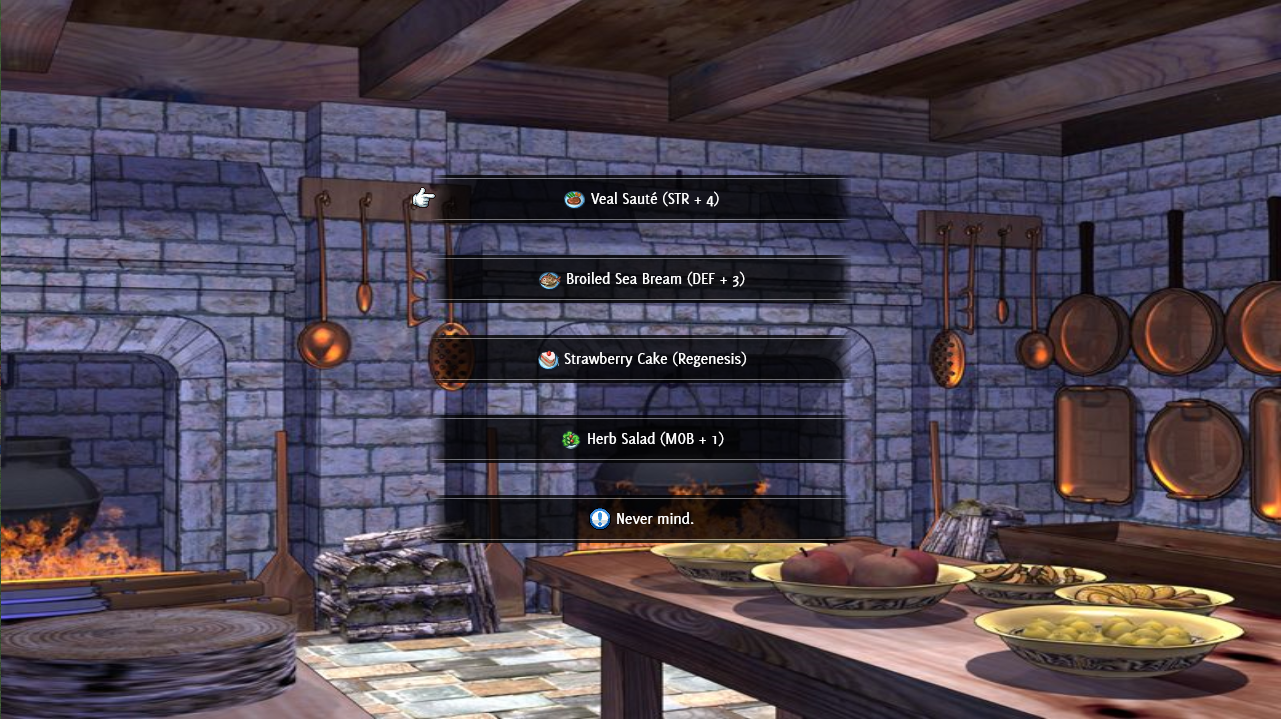 Veal Sauté (STR + 4)
Broiled Sea Bream (DEF + 3)
Strawberry Cake (Regenesis)
Herb Salad (MOB + 1)
Never mind.